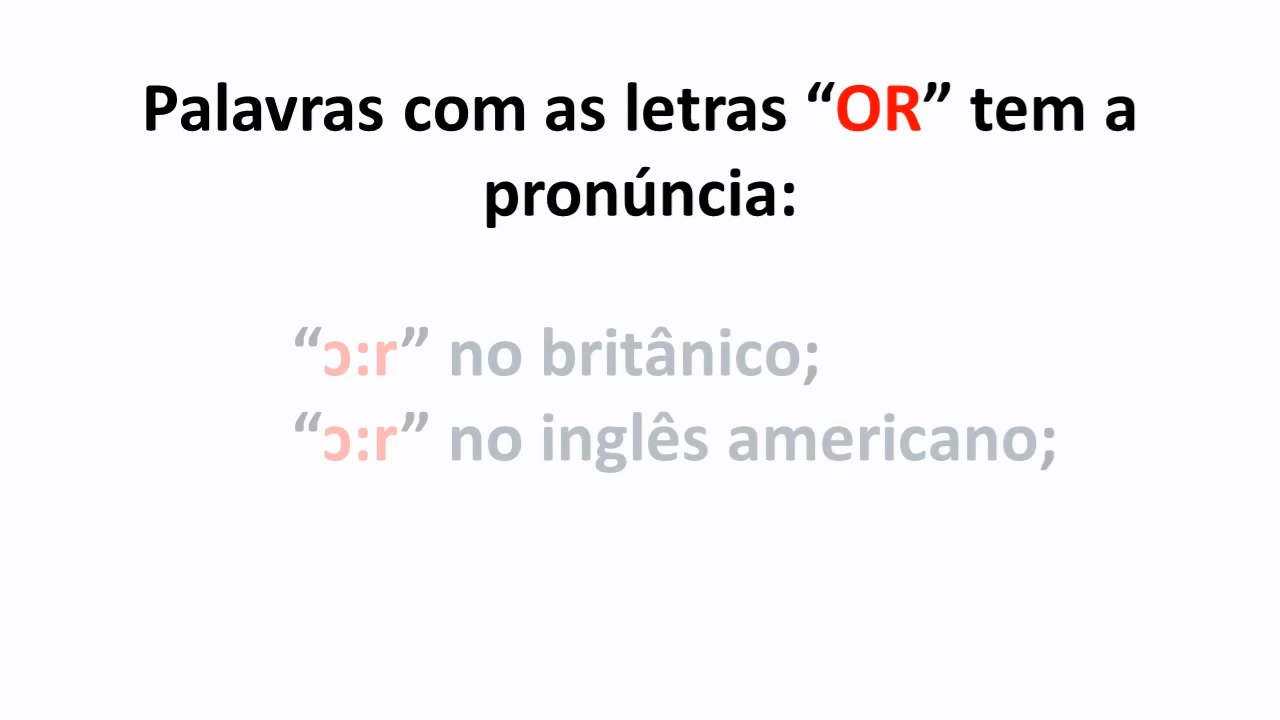 Palavras com as letras “OR” tem a
pronúncia:
“ɔ:r” no britânico;
“ɔ:r” no inglês americano;